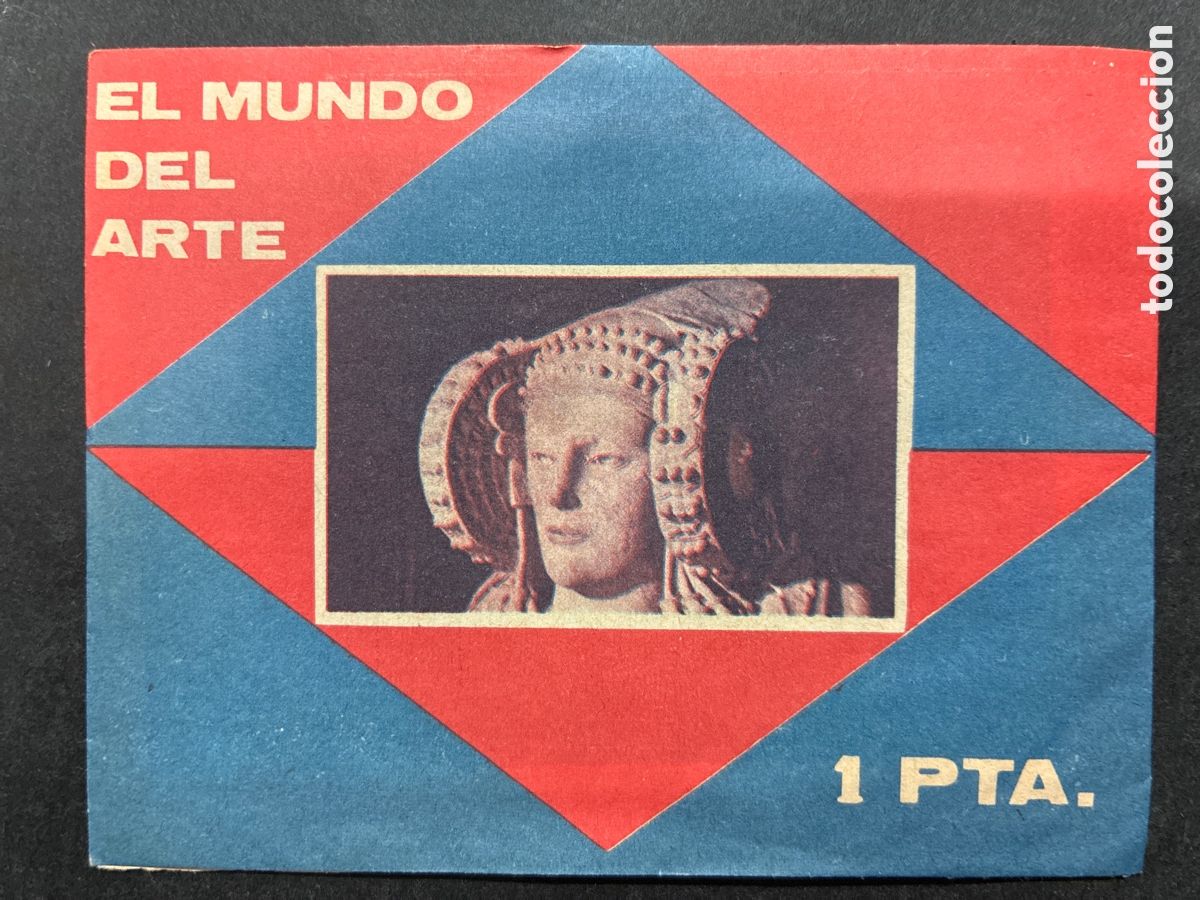 EL MUNDO
DEL
ARTE
1 PTA.
todocoleccion